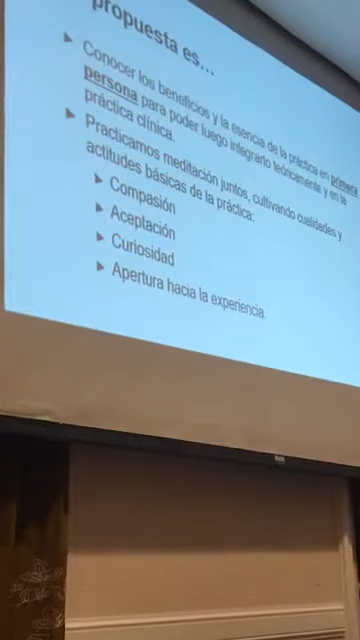 propuesta es...
Conocer los beneficios y la esencia de la práctica en primera
persona para poder luego integrarlo teóricamente y en la
práctica clínica.
Practicamos meditación juntos, cultivando cualidades y
actitudes básicas de la práctica:
Compasión
Aceptación
Curiosidad
Apertura hacia la experiencia.